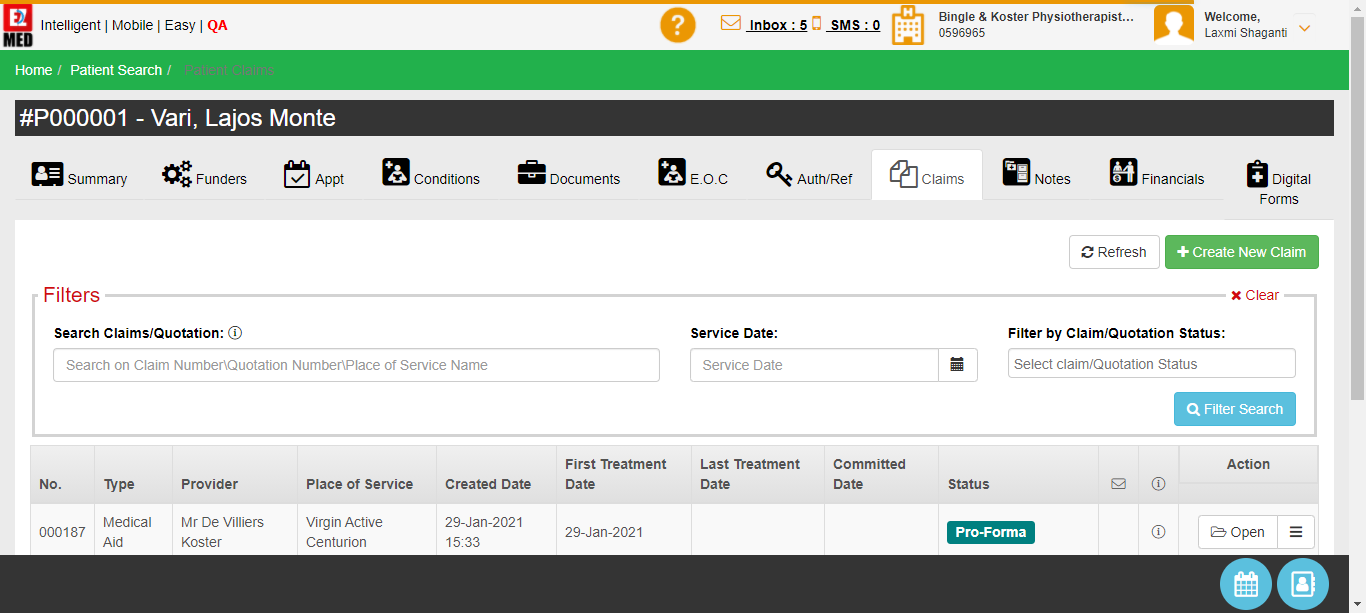 MED
Intelligent | Mobile | Easy | QA
?
Inbox : 5 SMS : 0
Bingle & Koster Physiotherapist...
0596965
Welcome,
Laxmi Shaganti
Home / Patient Search / Patient Claims
#P000001 - Vari, Lajos Monte
Summary
Funders
Appt
Conditions
Documents
E.O.C
Auth/Ref
Claims
Notes
Financials
Digital
Forms
Refresh
Create New Claim
Filters
Clear
Search Claims/Quotation:
Service Date:
Filter by Claim/Quotation Status:
Search on Claim Number\Quotation Number\Place of Service Name
Service Date
Select claim/Quotation Status
Filter Search
No.
Type
Provider
Place of Service
Created Date
First Treatment
Date
Last Treatment
Date
Committed
Date
Status
Action
000187
Medical
Aid
Mr De Villiers
Koster
Virgin Active
Centurion
29-Jan-2021
15:33
29-Jan-2021
Pro-Forma
Open